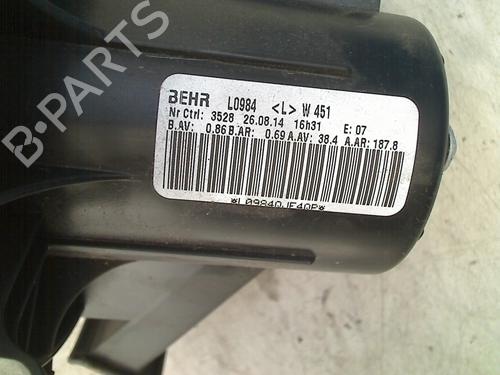 BEHR L0984 <L> W 451
Nr Ctrl: 3528 26.08.14 16h31 E: 07
B.AV: 0.86 B.AR: 0.69 A.AV: 38.4 A.AR: 187.8
*L09840JE40P*
B-PARTS